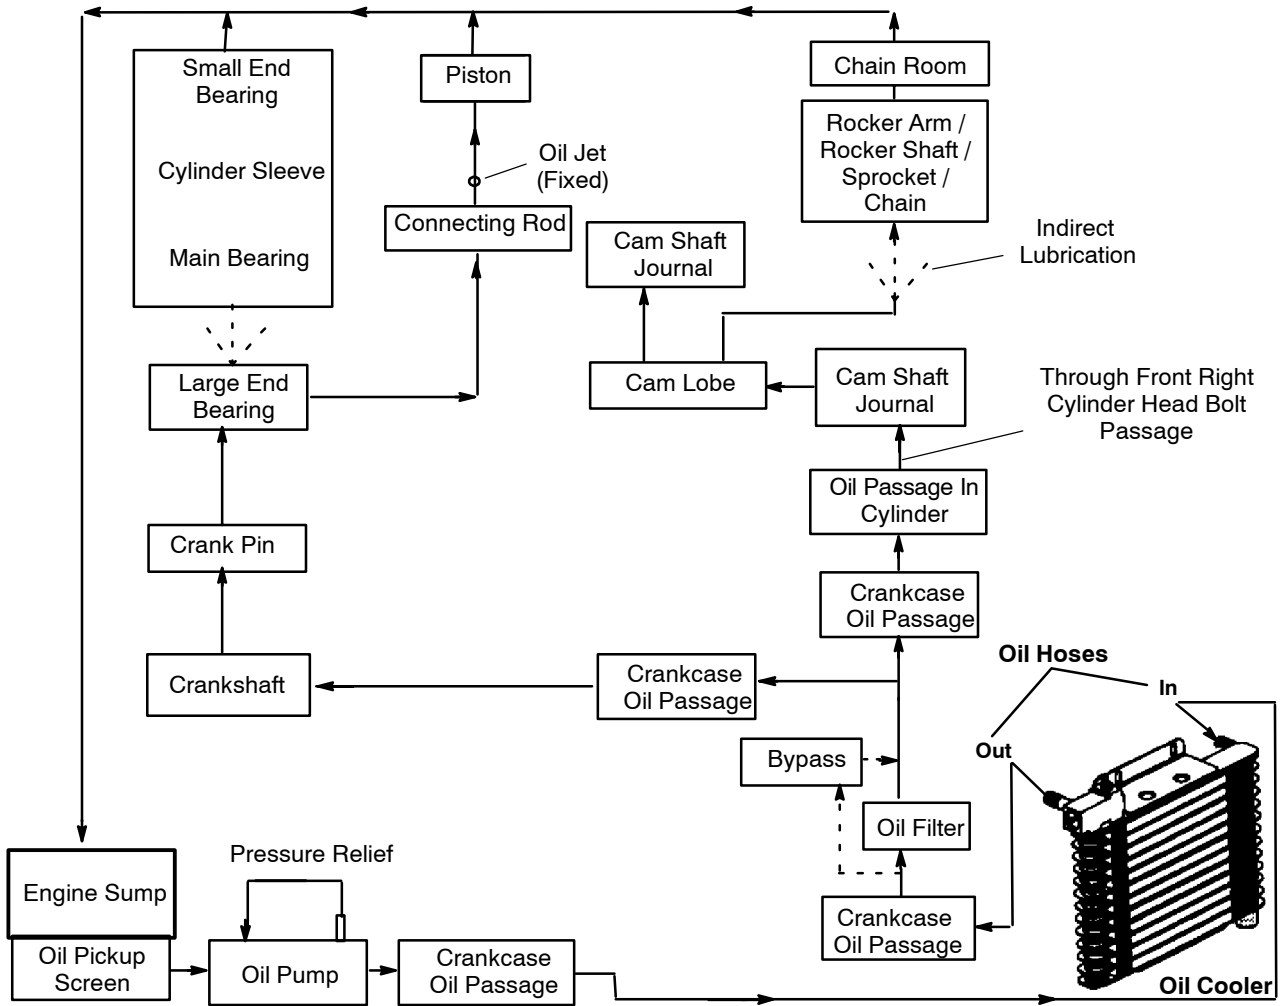 Small End
Bearing
Cylinder Sleeve
Main Bearing
Piston
Oil Jet
(Fixed)
Connecting Rod
Chain Room
Rocker Arm /
Rocker Shaft /
Sprocket /
Chain
Cam Shaft
Journal
Indirect
Lubrication
Large End
Bearing
Cam Lobe
Cam Shaft
Journal
Through Front Right
Cylinder Head Bolt
Passage
Oil Passage In
Cylinder
Crank Pin
Crankcase
Oil Passage
Crankshaft
Crankcase
Oil Passage
Oil Hoses
In
Out
Bypass
Oil Filter
Pressure Relief
Engine Sump
Crankcase
Oil Passage
Oil Pickup
Screen
Oil Pump
Crankcase
Oil Passage
Oil Cooler